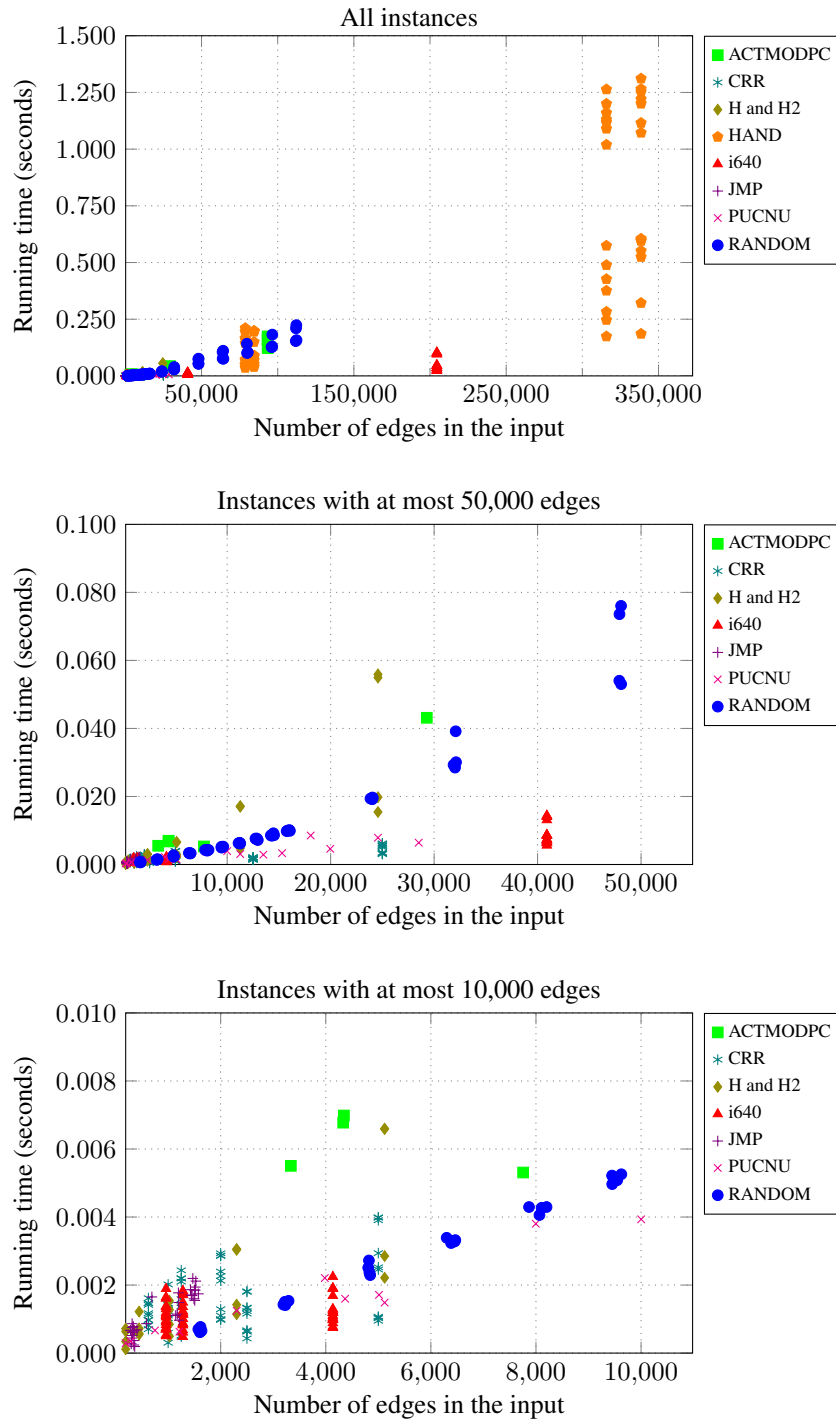 All instances
1.500
1.250
1.000
0.750
0.500
0.250
0.000
Running time (seconds)
50,000 150,000 250,000 350,000
Number of edges in the input
ACTMODPC
CRR
H and H2
HAND
i640
JMP
PUCNU
RANDOM
Instances with at most 50,000 edges
0.100
0.080
0.060
0.040
0.020
0.000
Running time (seconds)
10,000 20,000 30,000 40,000 50,000
Number of edges in the input
ACTMODPC
CRR
H and H2
i640
JMP
PUCNU
RANDOM
Instances with at most 10,000 edges
0.010
0.008
0.006
0.004
0.002
0.000
Running time (seconds)
2,000 4,000 6,000 8,000 10,000
Number of edges in the input
ACTMODPC
CRR
H and H2
i640
JMP
PUCNU
RANDOM